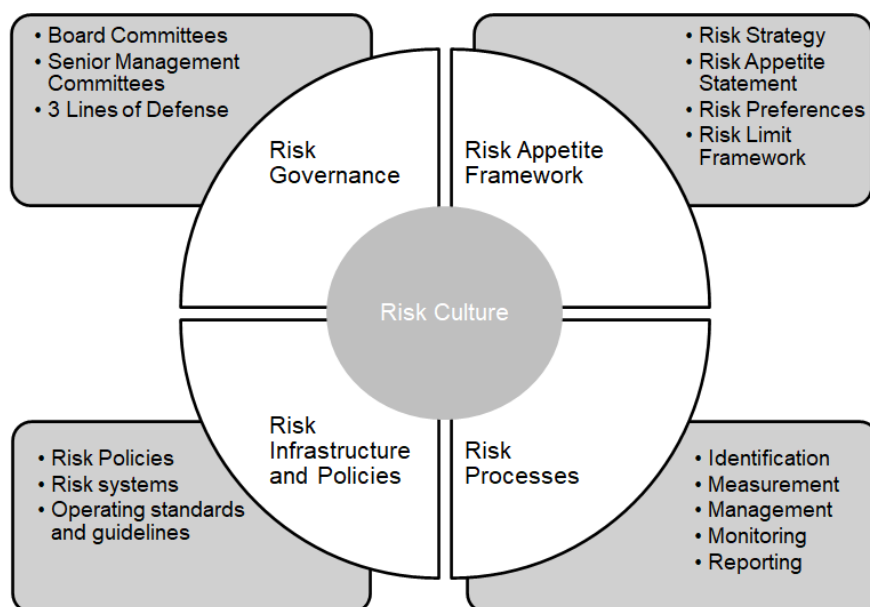 • Board Committees
• Senior Management
Committees
• 3 Lines of Defense
• Risk Strategy
• Risk Appetite
Statement
• Risk Preferences
• Risk Limit
Framework
Risk
Governance
Risk Appetite
Framework
Risk Culture
Risk
Infrastructure
and Policies
Risk
Processes
• Risk Policies
• Risk systems
• Operating standards
and guidelines
• Identification
• Measurement
• Management
• Monitoring
• Reporting